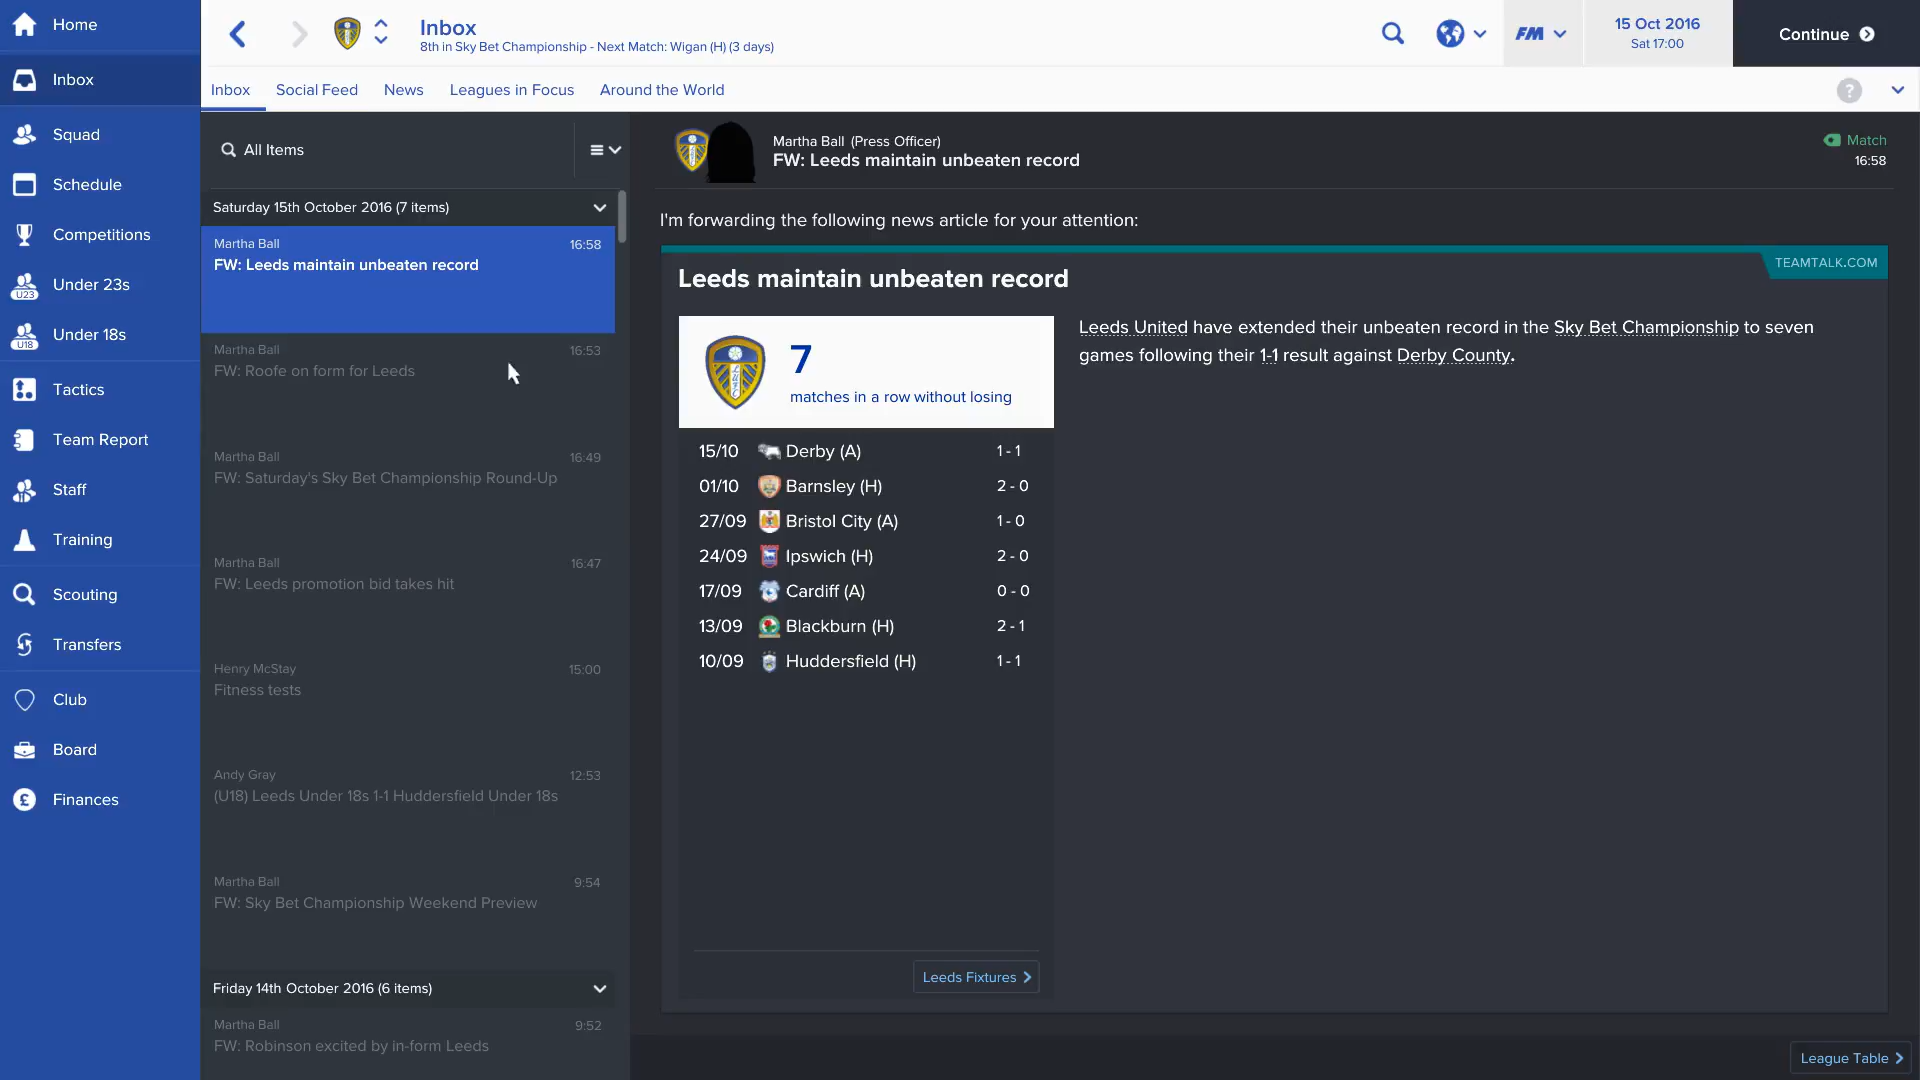 Home
Inbox
Squad
Schedule
Competitions
U23
Under 23s
U18
Under 18s
Tactics
Team Report
Staff
Training
Scouting
Transfers
Club
Board
£
Finances
Inbox
8th in Sky Bet Championship - Next Match: Wigan (H) (3 days)
FM
15 Oct 2016
Sat 17:00
Continue
Inbox
Social Feed
News
Leagues in Focus
Around the World
?
All Items
Saturday 15th October 2016 (7 items)
Martha Ball 16:58
FW: Leeds maintain unbeaten record
Martha Ball 16:53
FW: Roofe on form for Leeds
Martha Ball 16:49
FW: Saturday's Sky Bet Championship Round-Up
Martha Ball 16:47
FW: Leeds promotion bid takes hit
Henry McStay 15:00
Fitness tests
Andy Gray 12:53
(U18) Leeds Under 18s 1-1 Huddersfield Under 18s
Martha Ball 9:54
FW: Sky Bet Championship Weekend Preview
Friday 14th October 2016 (6 items)
Martha Ball 9:52
FW: Robinson excited by in-form Leeds
Martha Ball (Press Officer)
FW: Leeds maintain unbeaten record
Match
16:58
I'm forwarding the following news article for your attention:
TEAMTALK.COM
Leeds maintain unbeaten record
7
matches in a row without losing
15/10 Derby (A) 1 - 1
01/10 Barnsley (H) 2 - 0
27/09 Bristol City (A) 1 - 0
24/09 Ipswich (H) 2 - 0
17/09 Cardiff (A) 0 - 0
13/09 Blackburn (H) 2 - 1
10/09 Huddersfield (H) 1 - 1
Leeds Fixtures
Leeds United have extended their unbeaten record in the Sky Bet Championship to seven
games following their 1-1 result against Derby County.
League Table